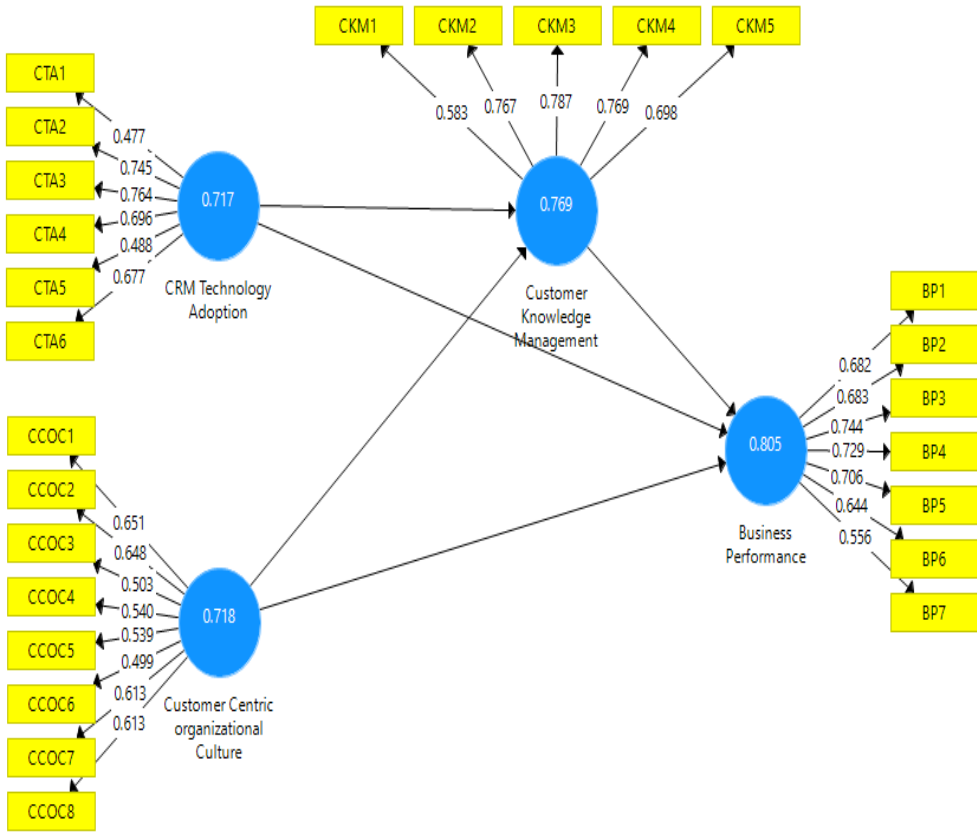 CKM1 CKM2 CKM3 CKM4 CKM5
0.583 0.767 0.787 0.769 0.698
CTA1
CTA2
CTA3
CTA4
CTA5
CTA6
0.477
0.745
0.764
0.696
0.488
0.677
0.717
CRM Technology
Adoption
0.769
Customer
Knowledge
Management
CCOC1
CCOC2
CCOC3
CCOC4
CCOC5
CCOC6
CCOC7
CCOC8
0.651
0.648
0.503
0.540
0.539
0.499
0.613
0.613
0.718
Customer Centric
organizational
Culture
0.805
Business
Performance
0.682
0.683
0.744
0.729
0.706
0.644
0.556
BP1
BP2
BP3
BP4
BP5
BP6
BP7